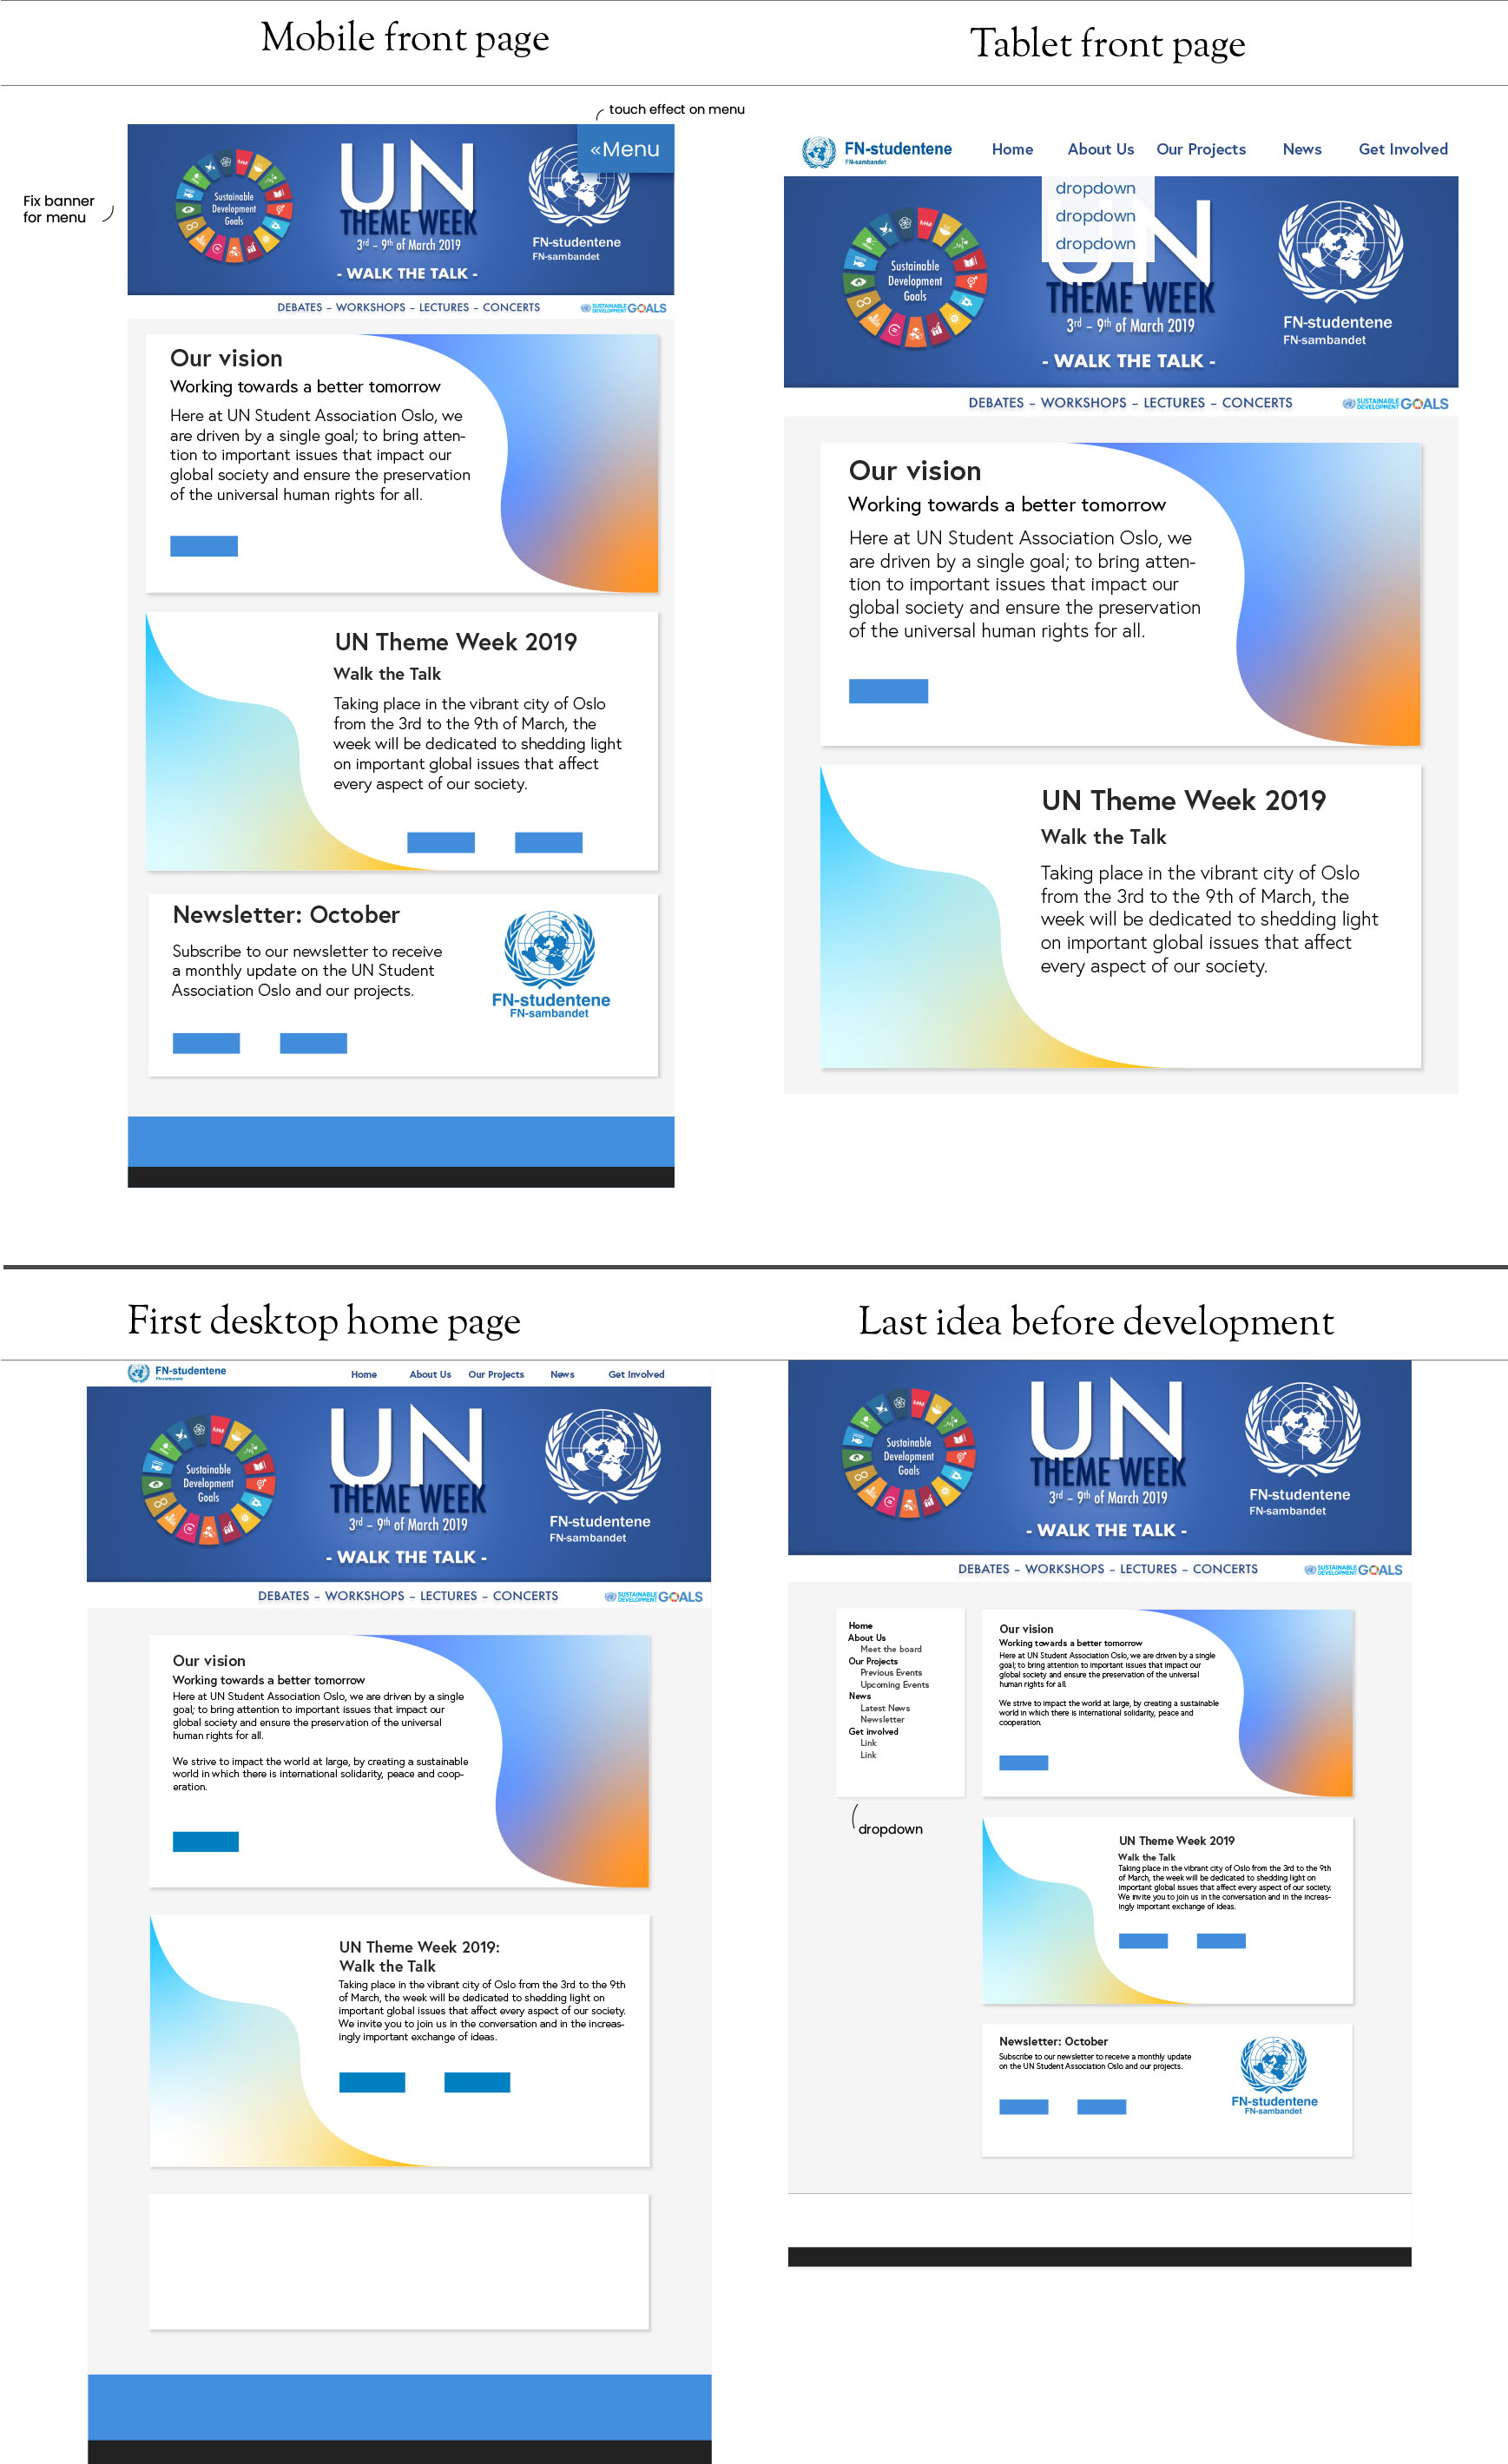 Mobile front page
Tablet front page
touch effect on menu
Fix banner
for menu
«Menu
Sustainable
Development
Goals
UN
THEME WEEK
3rd – 9th of March 2019
- WALK THE TALK -
FN-studentene
FN-sambandet
DEBATES – WORKSHOPS – LECTURES – CONCERTS
SUSTAINABLE
DEVELOPMENT
GOALS
Our vision
Working towards a better tomorrow
Here at UN Student Association Oslo, we
are driven by a single goal; to bring atten-
tion to important issues that impact our
global society and ensure the preservation
of the universal human rights for all.
UN Theme Week 2019
Walk the Talk
Taking place in the vibrant city of Oslo
from the 3rd to the 9th of March, the
week will be dedicated to shedding light
on important global issues that affect
every aspect of our society.
Newsletter: October
Subscribe to our newsletter to receive
a monthly update on the UN Student
Association Oslo and our projects.
FN-studentene
FN-sambandet
FN-studentene
FN-sambandet
Home About Us Our Projects News Get Involved
dropdown
dropdown
dropdown
Sustainable
Development
Goals
UN
THEME WEEK
3rd – 9th of March 2019
- WALK THE TALK -
FN-studentene
FN-sambandet
DEBATES – WORKSHOPS – LECTURES – CONCERTS
SUSTAINABLE
DEVELOPMENT
GOALS
Our vision
Working towards a better tomorrow
Here at UN Student Association Oslo, we
are driven by a single goal; to bring atten-
tion to important issues that impact our
global society and ensure the preservation
of the universal human rights for all.
UN Theme Week 2019
Walk the Talk
Taking place in the vibrant city of Oslo
from the 3rd to the 9th of March, the
week will be dedicated to shedding light
on important global issues that affect
every aspect of our society.
First desktop home page
Last idea before development
FN-studentene
FN-sambandet
Home About Us Our Projects News Get Involved
Sustainable
Development
Goals
UN
THEME WEEK
3rd – 9th of March 2019
- WALK THE TALK -
FN-studentene
FN-sambandet
DEBATES – WORKSHOPS – LECTURES – CONCERTS
SUSTAINABLE
DEVELOPMENT
GOALS
Our vision
Working towards a better tomorrow
Here at UN Student Association Oslo, we are driven by a single
goal; to bring attention to important issues that impact our
global society and ensure the preservation of the universal
human rights for all.
We strive to impact the world at large, by creating a sustainable
world in which there is international solidarity, peace and coop-
eration.
UN Theme Week 2019:
Walk the Talk
Taking place in the vibrant city of Oslo from the 3rd to the 9th
of March, the week will be dedicated to shedding light on
important global issues that affect every aspect of our society.
We invite you to join us in the conversation and in the increas-
ingly important exchange of ideas.
Sustainable
Development
Goals
UN
THEME WEEK
3rd – 9th of March 2019
- WALK THE TALK -
FN-studentene
FN-sambandet
DEBATES – WORKSHOPS – LECTURES – CONCERTS
SUSTAINABLE
DEVELOPMENT
GOALS
Home
About Us
Meet the board
Our Projects
Previous Events
Upcoming Events
News
Latest News
Newsletter
Get involved
Link
Link
dropdown
Our vision
Working towards a better tomorrow
Here at UN Student Association Oslo, we are driven by a single
goal; to bring attention to important issues that impact our
global society and ensure the preservation of the universal
human rights for all.
We strive to impact the world at large, by creating a sustainable
world in which there is international solidarity, peace and
cooperation.
UN Theme Week 2019
Walk the Talk
Taking place in the vibrant city of Oslo from the 3rd to the 9th
of March, the week will be dedicated to shedding light on
important global issues that affect every aspect of our society.
We invite you to join us in the conversation and in the increas-
ingly important exchange of ideas.
Newsletter: October
Subscribe to our newsletter to receive a monthly update
on the UN Student Association Oslo and our projects.
FN-studentene
FN-sambandet